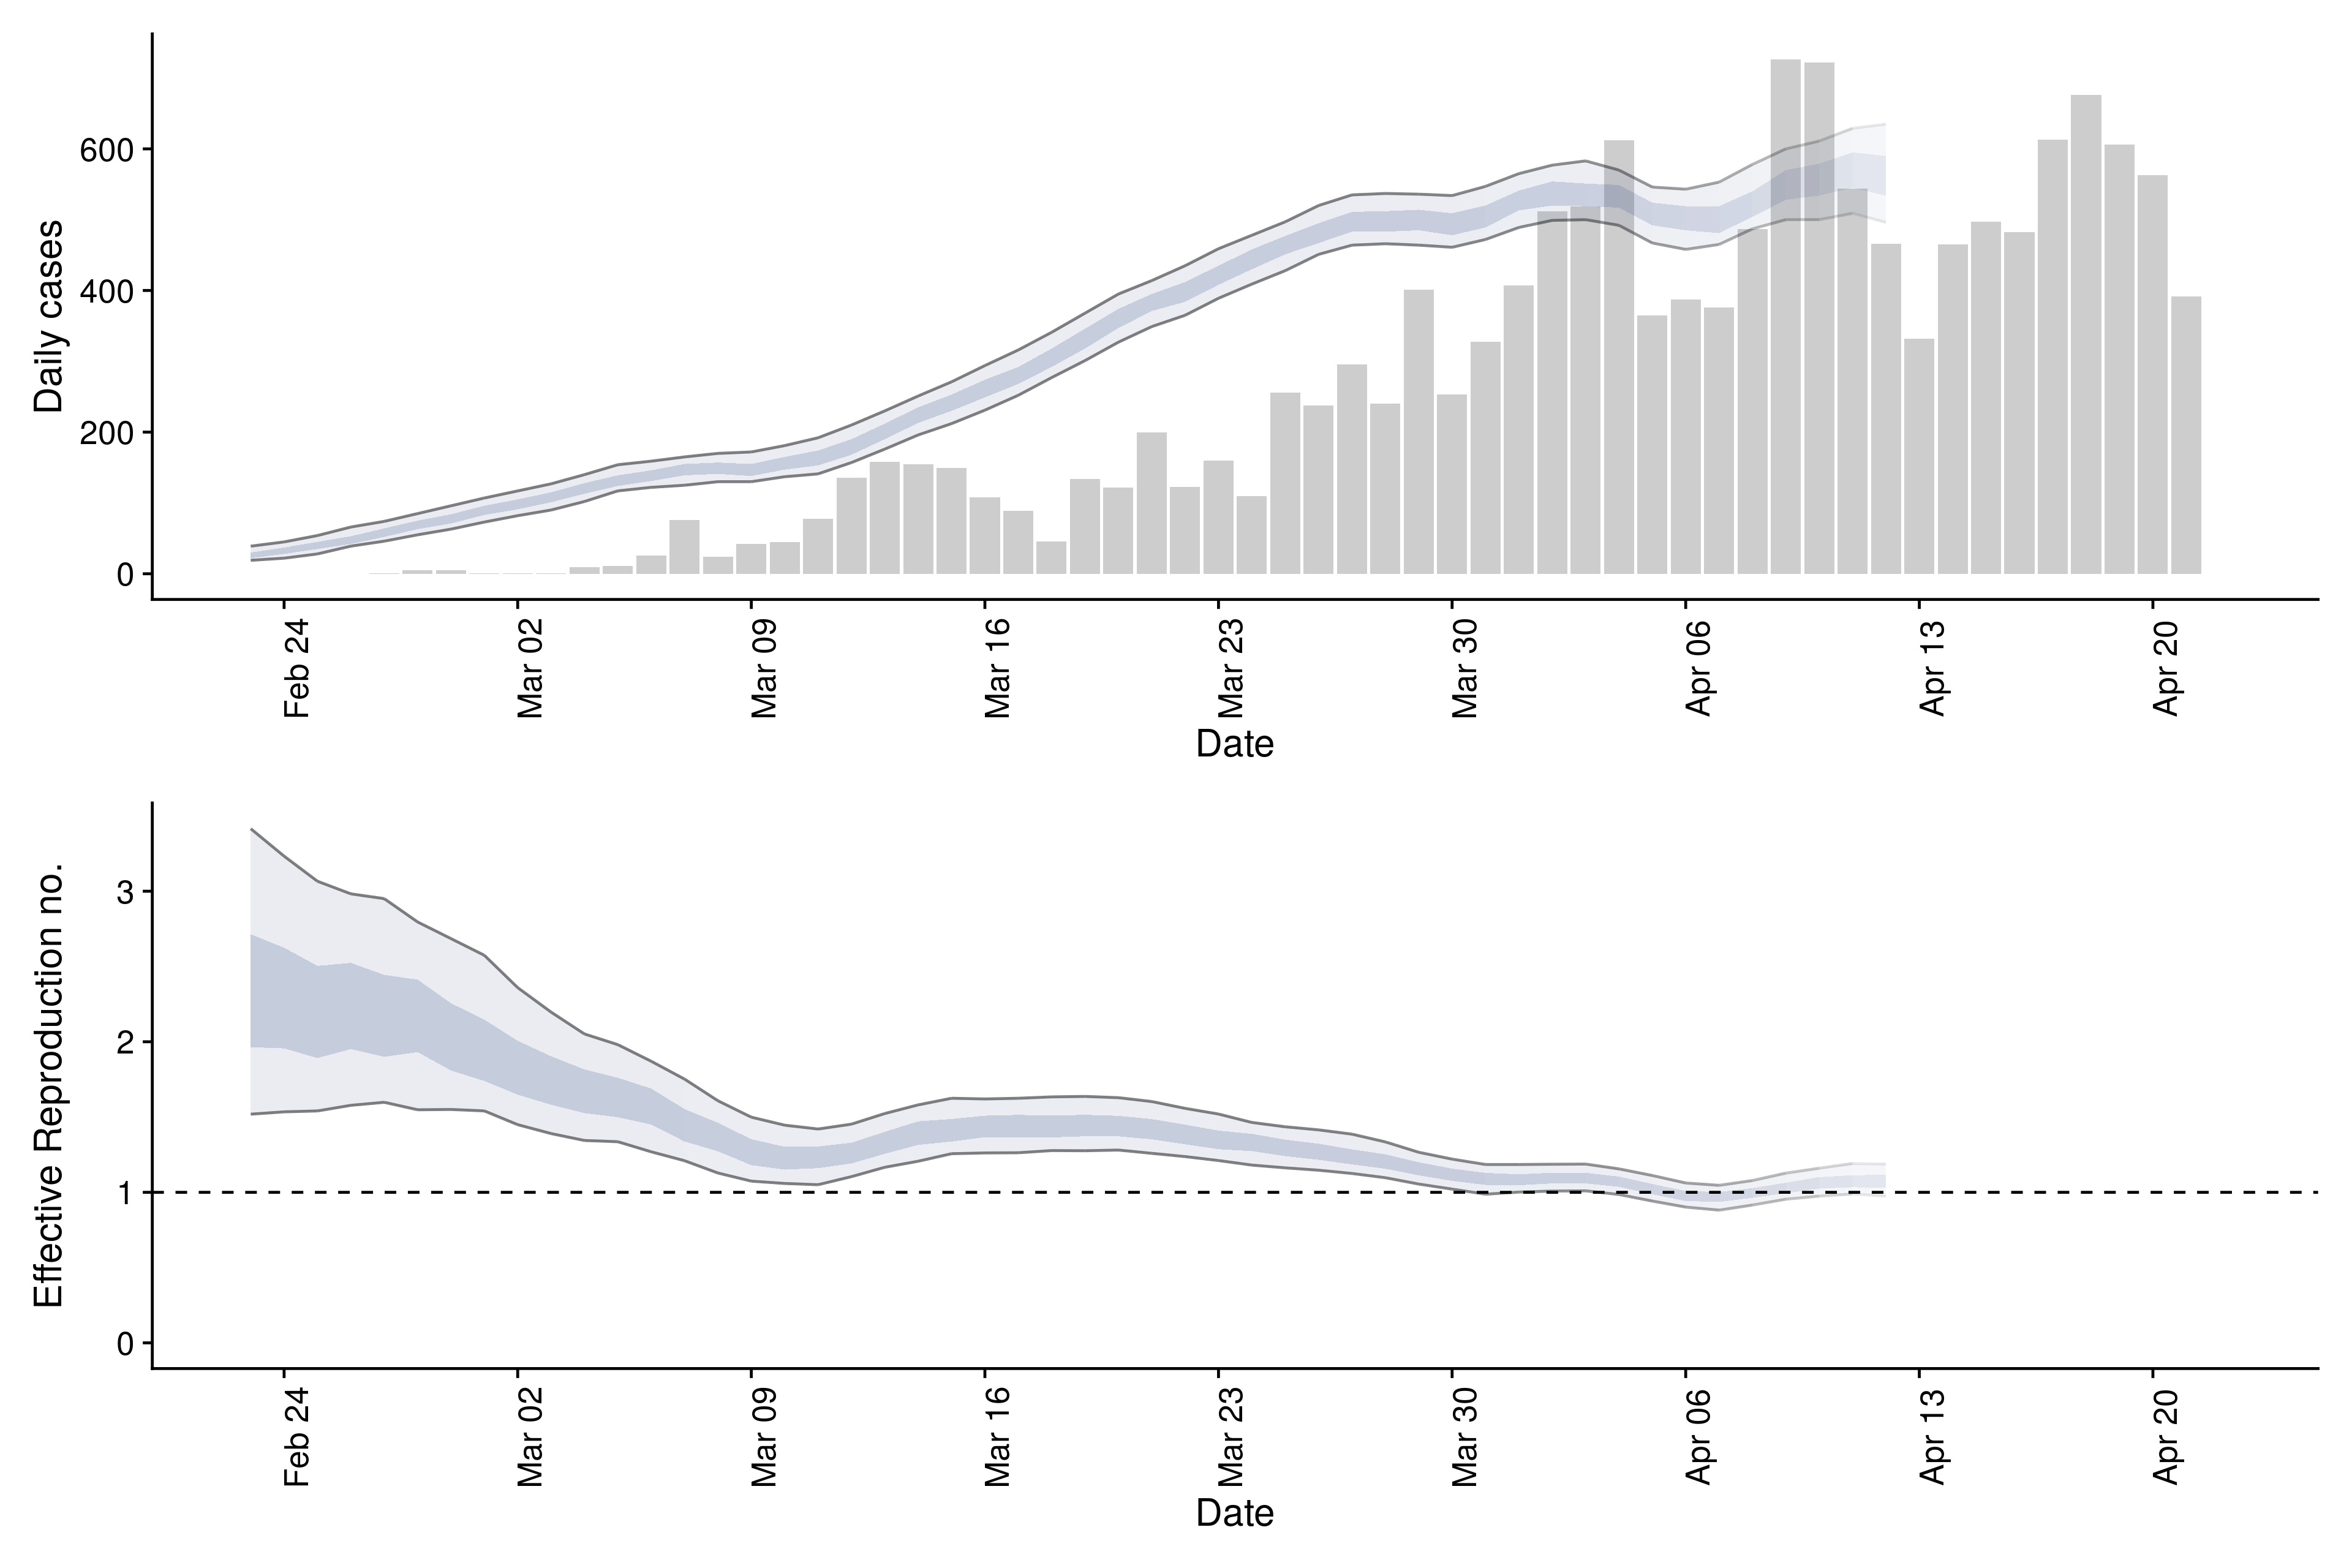 Daily cases
600
400
200
0
Feb 24
Mar 02
Mar 09
Mar 16
Mar 23
Mar 30
Apr 06
Apr 13
Apr 20
Date
Effective Reproduction no.
3
2
1
0
Feb 24
Mar 02
Mar 09
Mar 16
Mar 23
Mar 30
Apr 06
Apr 13
Apr 20
Date